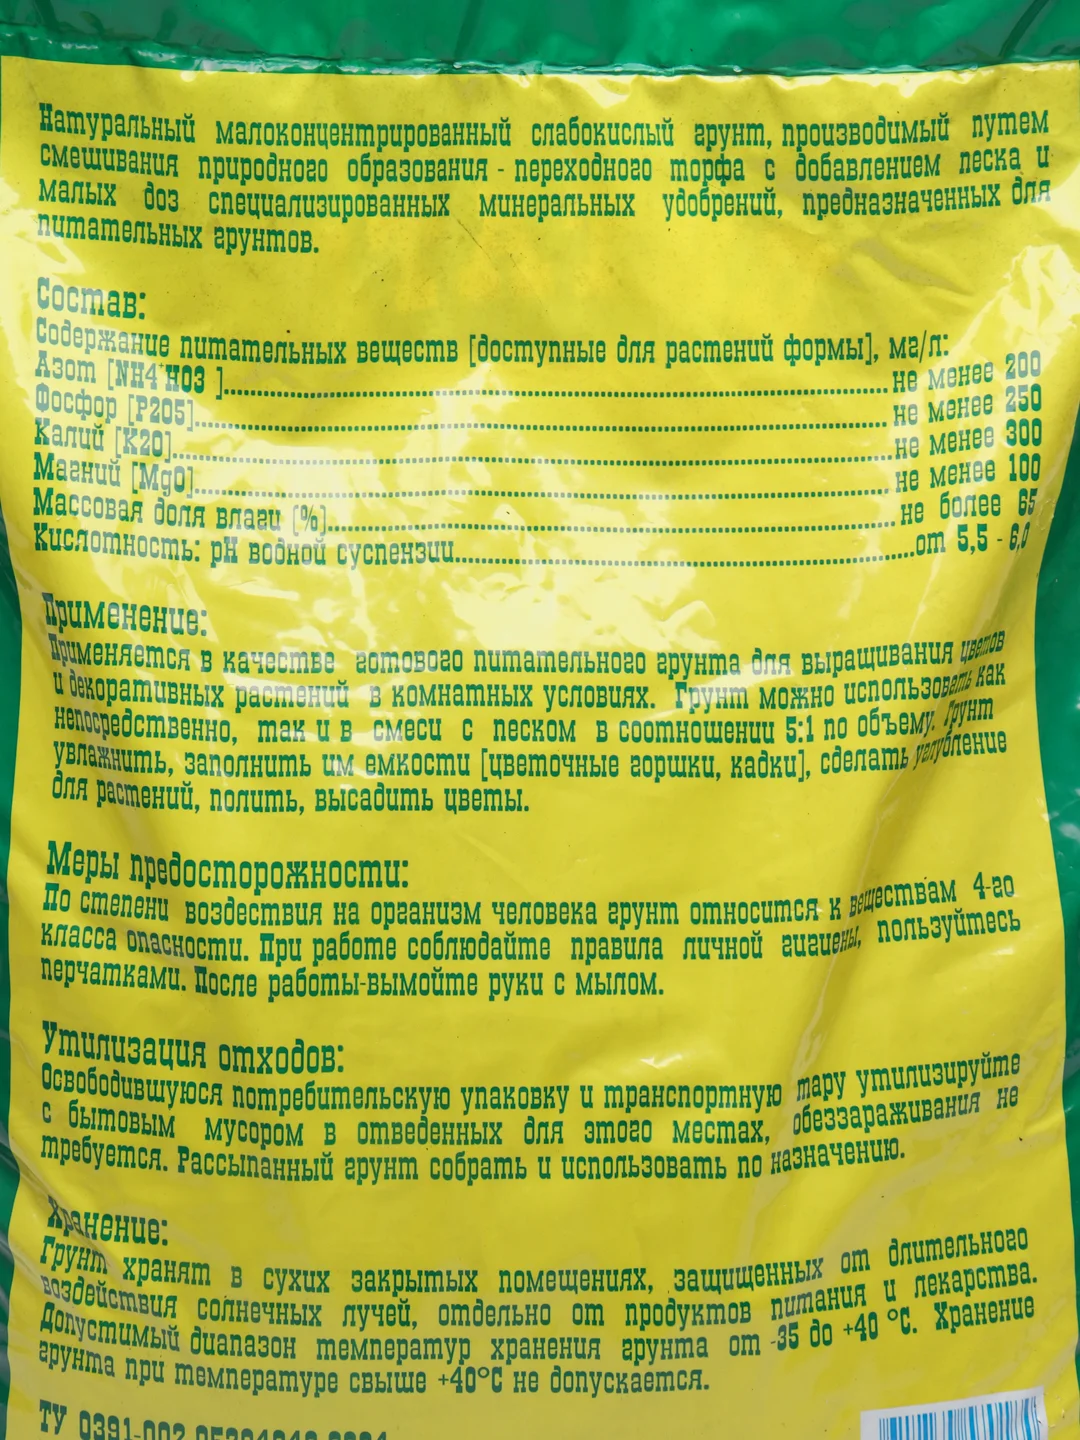 Натуральный малоконцентрированный слабокислый грунт, производимый путем
смешивания природного образования - переходного торфа с добавлением песка и
малых доз специализированных минеральных удобрений, предназначенных для
питательных грунтов.
Состав:
Содержание питательных веществ [доступные для растений формы], мг/л:
Азот [NH4+NO3 ]..........................................не менее 200
Фосфор [P2O5]..........................................не менее 250
Калий [K2O]..........................................не менее 300
Магний [MgO]..........................................не менее 100
Массовая доля влаги [%]..........................................не более 65
Кислотность: pH водной суспензии..........................................от 5,5 - 6,0
Применение:
Применяется в качестве готового питательного грунта для выращивания цветов
и декоративных растений в комнатных условиях. Грунт можно использовать как
непосредственно, так и в смеси с песком в соотношении 5:1 по объему. Грунт
увлажнить, заполнить им емкости [цветочные горшки, кадки], сделать углубление
для растений, полить, высадить цветы.
Меры предосторожности:
По степени воздествия на организм человека грунт относится к веществам 4-го
класса опасности. При работе соблюдайте правила личной гигиены, пользуйтесь
перчатками. После работы-вымойте руки с мылом.
Утилизация отходов:
Освободившуюся потребительскую упаковку и транспортную тару утилизируйте
с бытовым мусором в отведенных для этого местах, обеззараживания не
требуется. Рассыпанный грунт собрать и использовать по назначению.
Хранение:
Грунт хранят в сухих закрытых помещениях, защищенных от длительного
воздействия солнечных лучей, отдельно от продуктов питания и лекарства.
Допустимый диапазон температур хранения грунта от -35 до +40 °С. Хранение
грунта при температуре свыше +40°С не допускается.
ТУ